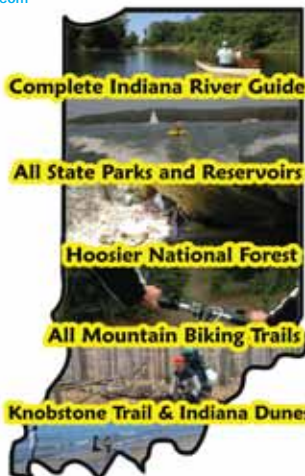 com
Complete Indiana River Guide
All State Parks and Reservoirs
Hoosier National Forest
All Mountain Biking Trails
Knobstone Trail & Indiana Dunes